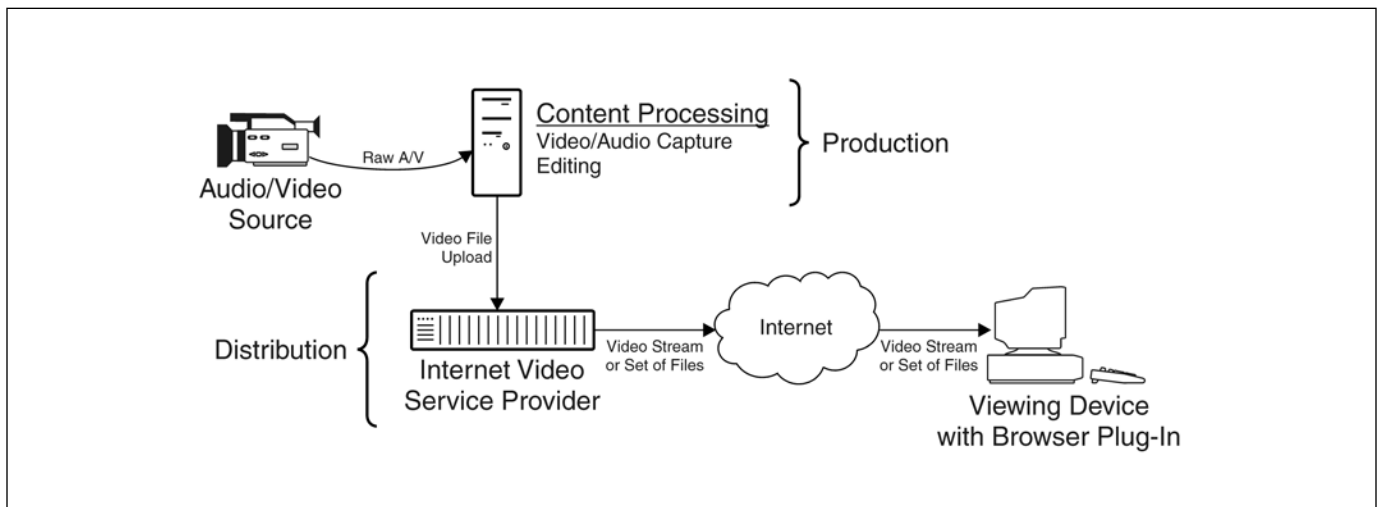 Content Processing
Video/Audio Capture
Editing
Production
Raw A/V
Audio/Video
Source
Video File
Upload
Distribution
Internet Video
Service Provider
Video Stream
or Set of Files
Internet
Video Stream
or Set of Files
Viewing Device
with Browser Plug-In